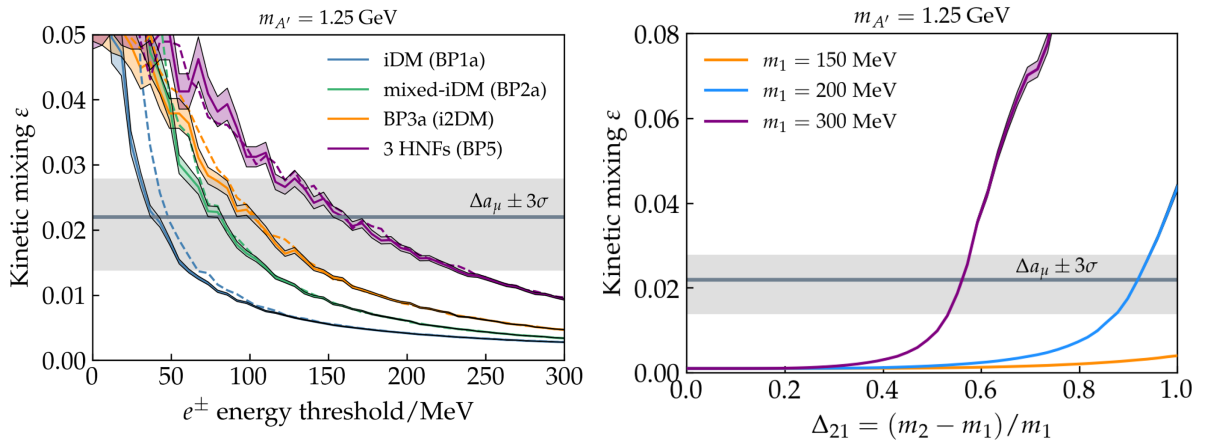 m_{A′} = 1.25 GeV
Kinetic mixing ε
0.05
0.04
0.03
0.02
0.01
0.00
iDM (BP1a)
mixed-iDM (BP2a)
BP3a (i2DM)
3 HNFs (BP5)
Δa_μ ± 3σ
0 50 100 150 200 250 300
e^± energy threshold/MeV
m_{A′} = 1.25 GeV
Kinetic mixing ε
0.08
0.06
0.04
0.02
0.00
m_1 = 150 MeV
m_1 = 200 MeV
m_1 = 300 MeV
Δa_μ ± 3σ
0.0 0.2 0.4 0.6 0.8 1.0
Δ_{21} = (m_2 − m_1)/m_1